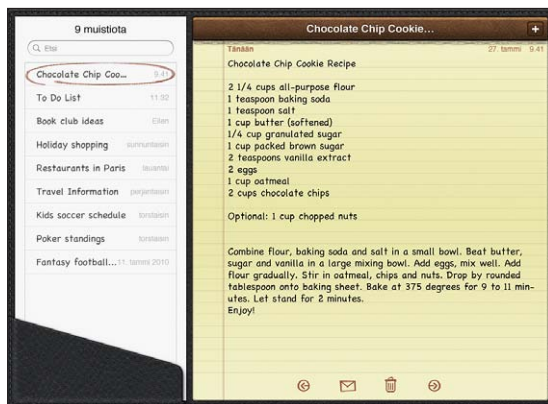 9 muistiota
Etsi
Chocolate Chip Coo... 9.41
To Do List 11.32
Book club ideas Eilen
Holiday shopping sunnuntaisin
Restaurants in Paris lauantai
Travel Information perjantaisin
Kids soccer schedule torstaisin
Poker standings torstaisin
Fantasy football... 11. tammi 2010
Chocolate Chip Cookie...
+
Tänään 27. tammi 9.41
Chocolate Chip Cookie Recipe
2 1/4 cups all-purpose flour
1 teaspoon baking soda
1 teaspoon salt
1 cup butter (softened)
1/4 cup granulated sugar
1 cup packed brown sugar
2 teaspoons vanilla extract
2 eggs
1 cup oatmeal
2 cups chocolate chips
Optional: 1 cup chopped nuts
Combine flour, baking soda and salt in a small bowl. Beat butter,
sugar and vanilla in a large mixing bowl. Add eggs, mix well. Add
flour gradually. Stir in oatmeal, chips and nuts. Drop by rounded
tablespoon onto baking sheet. Bake at 375 degrees for 9 to 11 min-
utes. Let stand for 2 minutes.
Enjoy!